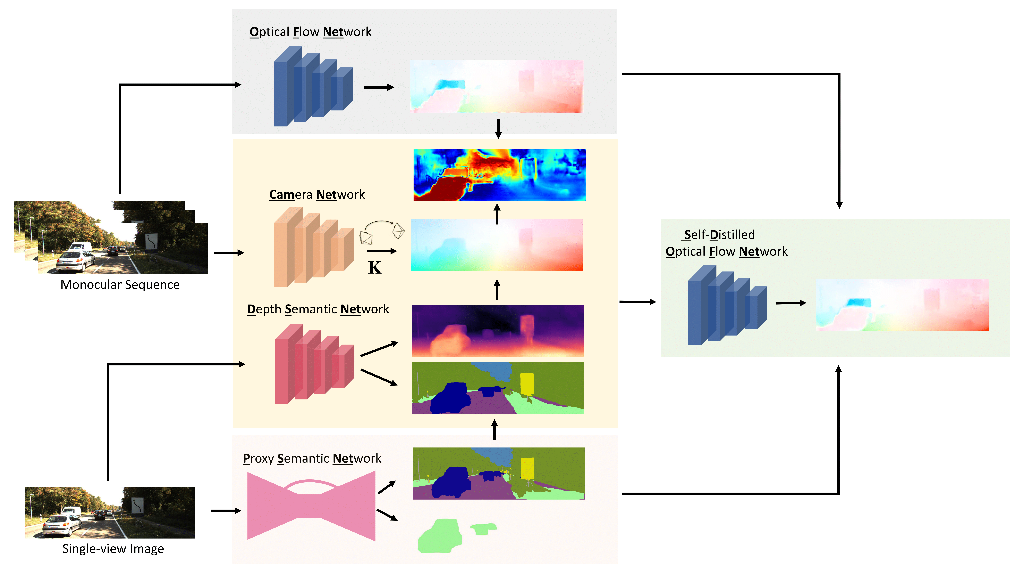 Optical Flow Network
Camera Network
K
Monocular Sequence
Depth Semantic Network
Self-Distilled
Optical Flow Network
Proxy Semantic Network
Single-view Image